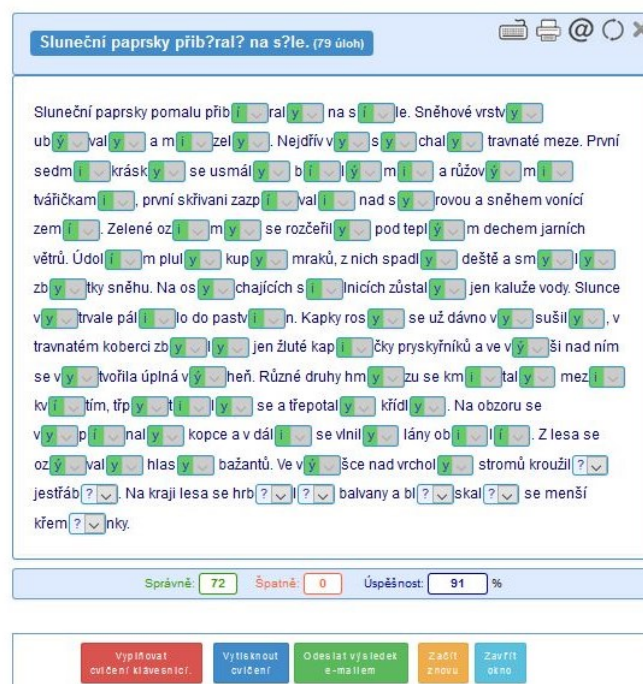 Sluneční paprsky přib?ral? na s?le. (79 úloh)
Sluneční paprsky pomalu přibíraly na síle. Sněhové vrstvy
ubývaly a mizely. Nejdřív vysychaly travnaté meze. První
sedmikrásky se usmály bílými a růžovými
tvářičkami, první skřivani zazpívali nad syrovou a sněhem vonící
zemí. Zelené ozimy se rozčeřily pod teplým dechem jarních
větrů. Údolím pluly kupy mraků, z nich spadly deště a smyly
zbytky sněhu. Na osychajících silnicích zůstaly jen kaluže vody. Slunce
vytrvale pálilo do pastvin. Kapky rosy se už dávno vysušily, v
travnatém koberci zbyly jen žluté kapičky pryskyřníků a ve výši nad ním
se vytvořila úplná výheň. Různé druhy hmyzu se kmitaly mezi
kvítím, třpytily se a třepotaly křídly. Na obzoru se
vypínaly kopce a v dáli se vlnily lány obilí. Z lesa se
ozývaly hlasy bažantů. Ve výšce nad vrcholy stromů kroužil?
jestřáb?. Na kraji lesa se hrb?l? balvany a bl?skal? se menší
křem?nky.
Správně: 72 Špatně: 0 Úspěšnost: 91 %
Vyplňovat cvičení klávesnicí.
Vytisknout cvičení
Odeslat výsledek e-mailem
Začít znovu
Zavřít okno